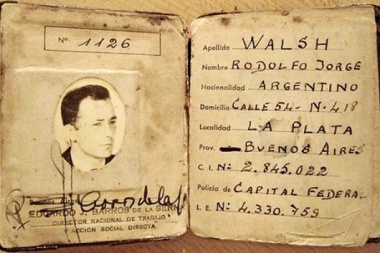 Nº 1126
Buenos Aires
EDUARDO J. BARROS DE LA SERNA
DIRECTOR NACIONAL DE TRABAJO
ACCION SOCIAL DIRECTA
Apellido WALSH
Nombre RODOLFO JORGE
Nacionalidad ARGENTINO
Domicilio CALLE 54 - N. 418
Localidad LA PLATA
Prov. BUENOS AIRES
C. I. Nº: 2.845.022
Policía de CAPITAL FEDERAL
L. E. Nº: 4.330.759